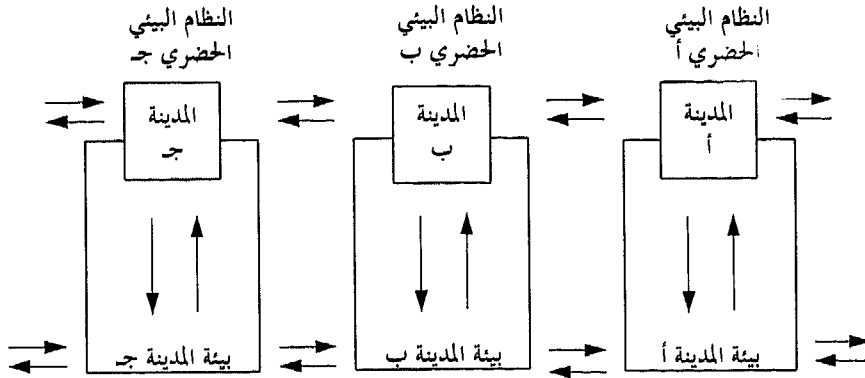 النظام البيئي
الحضري أ
النظام البيئي
الحضري ب
النظام البيئي
الحضري جـ
المدينة
أ
المدينة
ب
المدينة
جـ
بيئة المدينة أ
بيئة المدينة ب
بيئة المدينة جـ